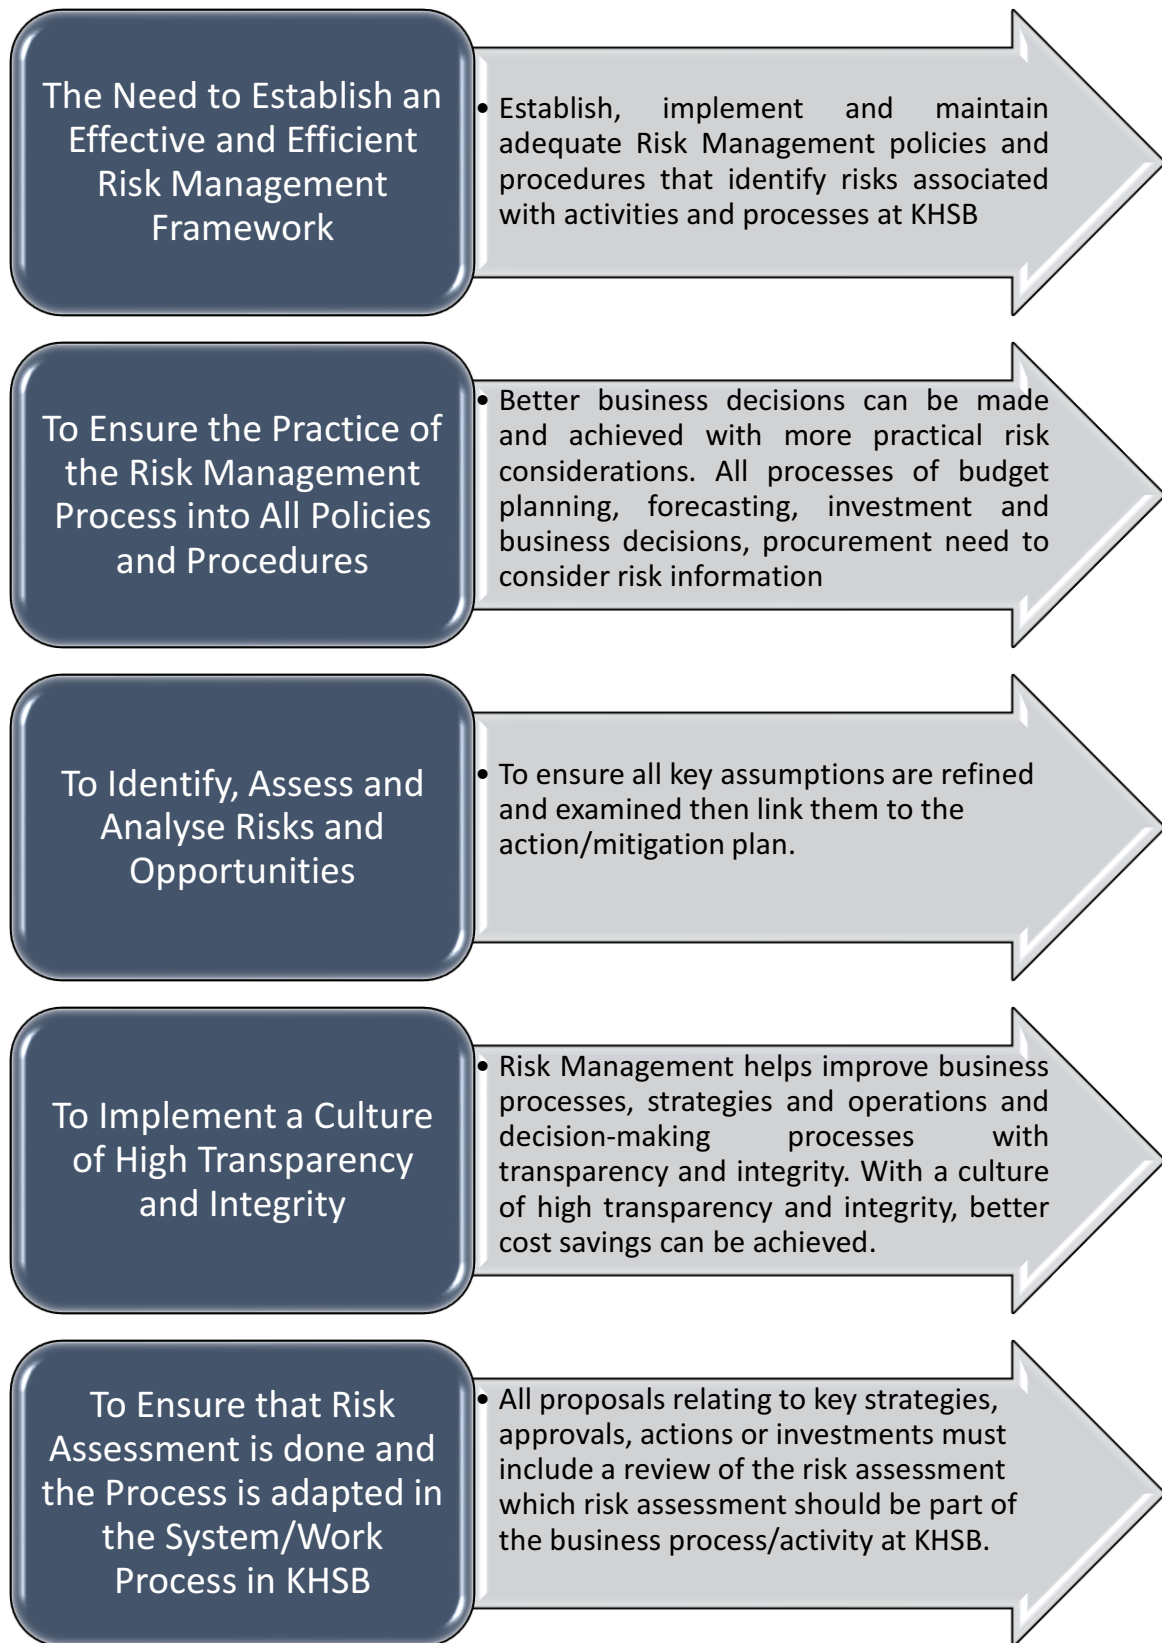 The Need to Establish an
Effective and Efficient
Risk Management
Framework
• Establish, implement and maintain
adequate Risk Management policies and
procedures that identify risks associated
with activities and processes at KHSB
To Ensure the Practice of
the Risk Management
Process into All Policies
and Procedures
• Better business decisions can be made
and achieved with more practical risk
considerations. All processes of budget
planning, forecasting, investment and
business decisions, procurement need to
consider risk information
To Identify, Assess and
Analyse Risks and
Opportunities
• To ensure all key assumptions are refined
and examined then link them to the
action/mitigation plan.
To Implement a Culture
of High Transparency
and Integrity
• Risk Management helps improve business
processes, strategies and operations and
decision-making processes with
transparency and integrity. With a culture
of high transparency and integrity, better
cost savings can be achieved.
To Ensure that Risk
Assessment is done and
the Process is adapted in
the System/Work
Process in KHSB
• All proposals relating to key strategies,
approvals, actions or investments must
include a review of the risk assessment
which risk assessment should be part of
the business process/activity at KHSB.